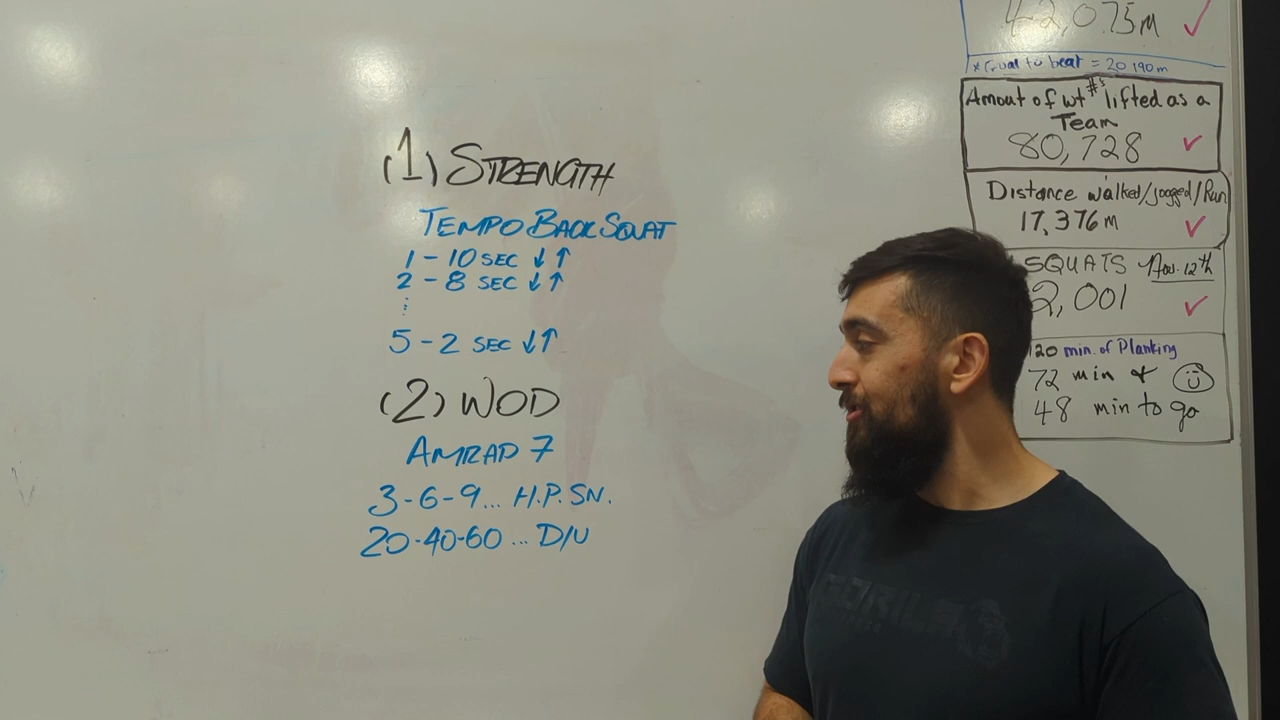 (1) STRENGTH
TEMPO BACK SQUAT
1 - 10 SEC ↓↑
2 - 8 SEC ↓↑
⋮
5 - 2 SEC ↓↑
(2) WOD
AMRAP 7
3-6-9... H.P.SN.
20-40-60 ... D/U
42,075m ✓
* Goal to beat = 20 190m
Amout of wt #'s lifted as a
Team
80,728 ✓
Distance walked/jogged/Run
17,376m ✓
SQUATS Nov. 12th
2,001 ✓
120 min. of Planking
72 min &
48 min to go
GORILLA